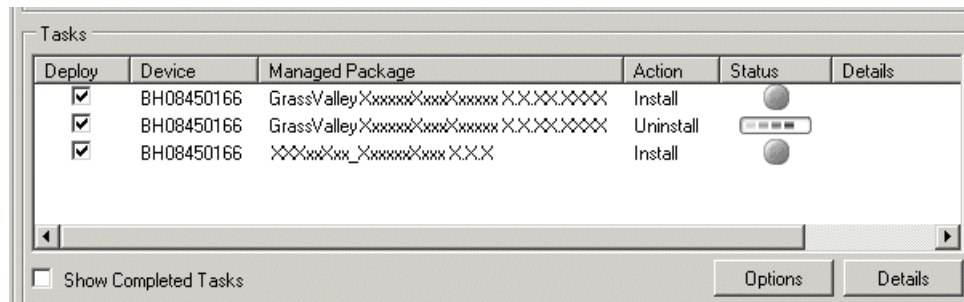 Tasks
Deploy Device Managed Package Action Status Details
BH08450166 GrassValleyXxxxxxXxxxXxxxxx X.X.XX.XXXX Install
BH08450166 GrassValleyXxxxxxXxxxXxxxxx X.X.XX.XXXX Uninstall
BH08450166 XXXxxXxx_XxxxxxXxxx X.X.X Install
Show Completed Tasks Options Details